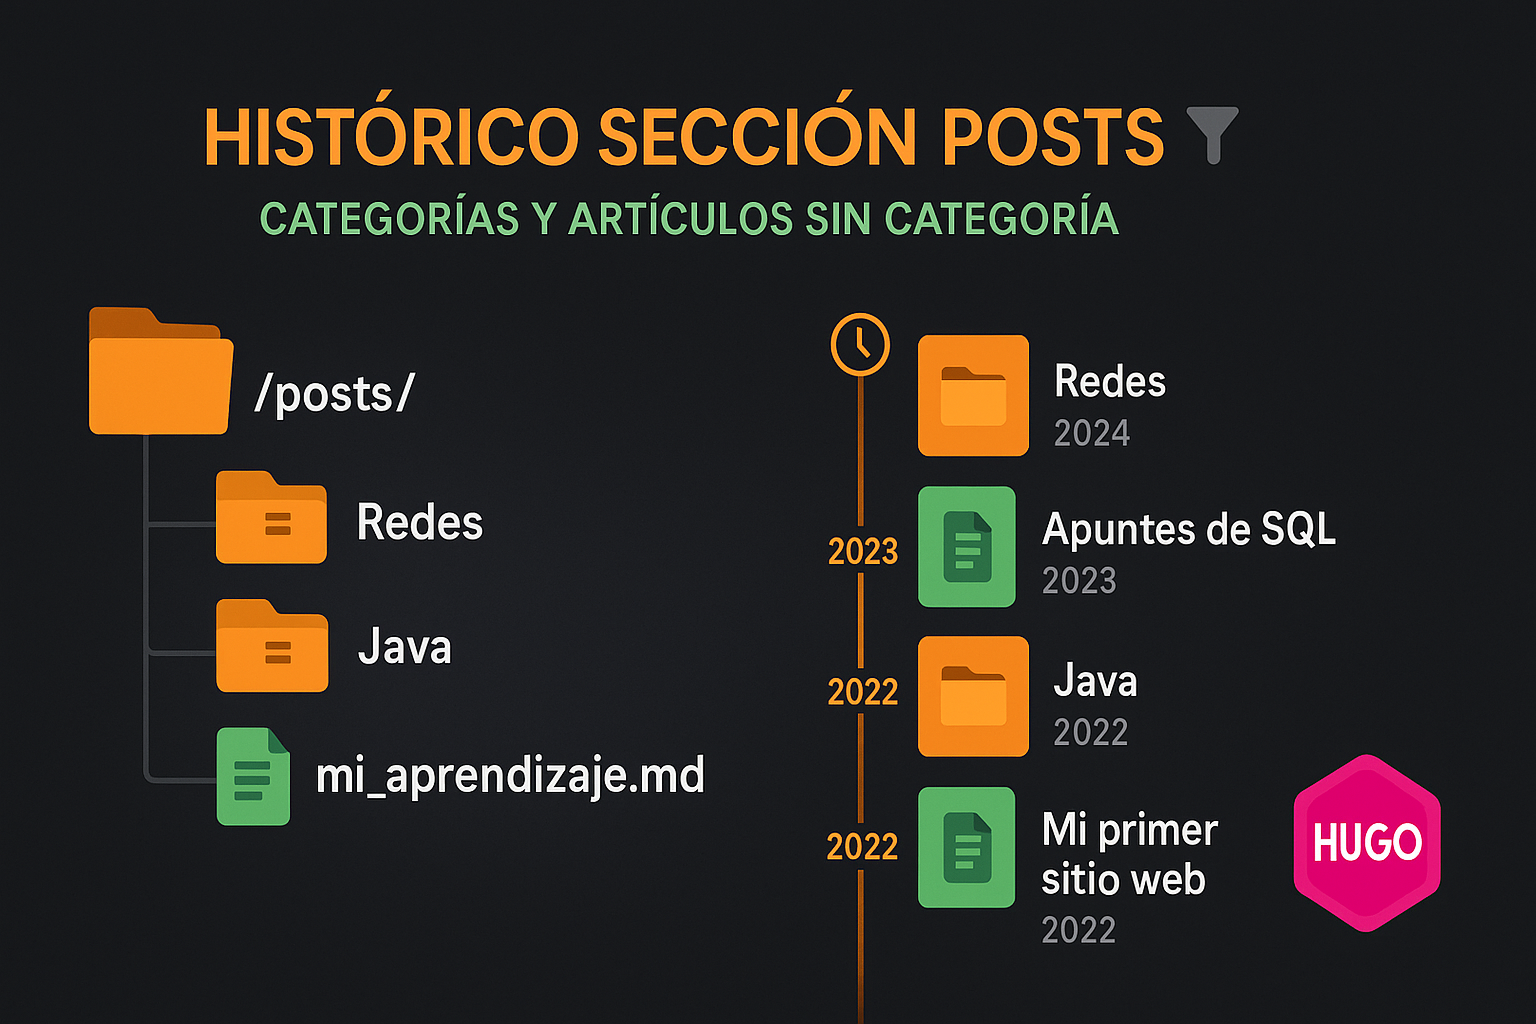 HISTÓRICO SECCIÓN POSTS
CATEGORÍAS Y ARTÍCULOS SIN CATEGORÍA
/posts/
Redes
Java
mi_aprendizaje.md
Redes
2024
2023
Apuntes de SQL
2023
2022
Java
2022
2022
Mi primer
sitio web
2022
HUGO